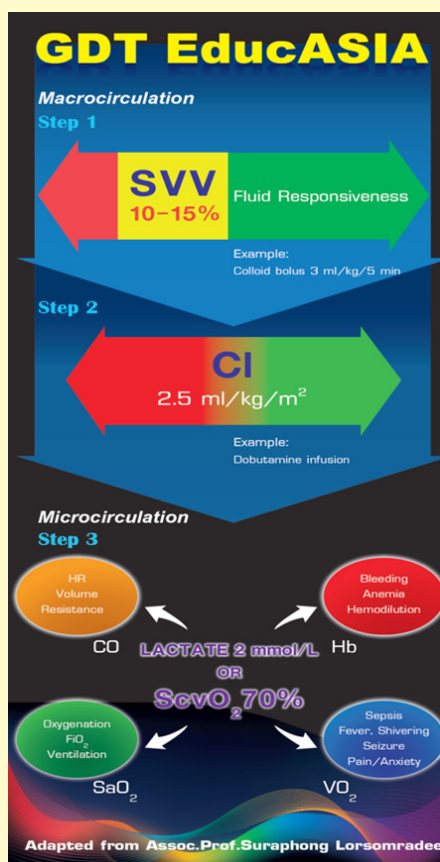 GDT EducASIA
Macrocirculation
Step 1
SVV
10-15%
Fluid Responsiveness
Example:
Colloid bolus 3 ml/kg/5 min
Step 2
CI
2.5 ml/kg/m²
Example:
Dobutamine infusion
Microcirculation
Step 3
HR
Volume
Resistance
CO
Bleeding
Anemia
Hemodilution
Hb
LACTATE 2 mmol/L
OR
ScvO₂70%
Oxygenation
FiO₂
Ventilation
SaO₂
Sepsis
Fever, Shivering
Seizure
Pain/Anxiety
VO₂
Adapted from Assoc.Prof.Suraphong Lorsomradee